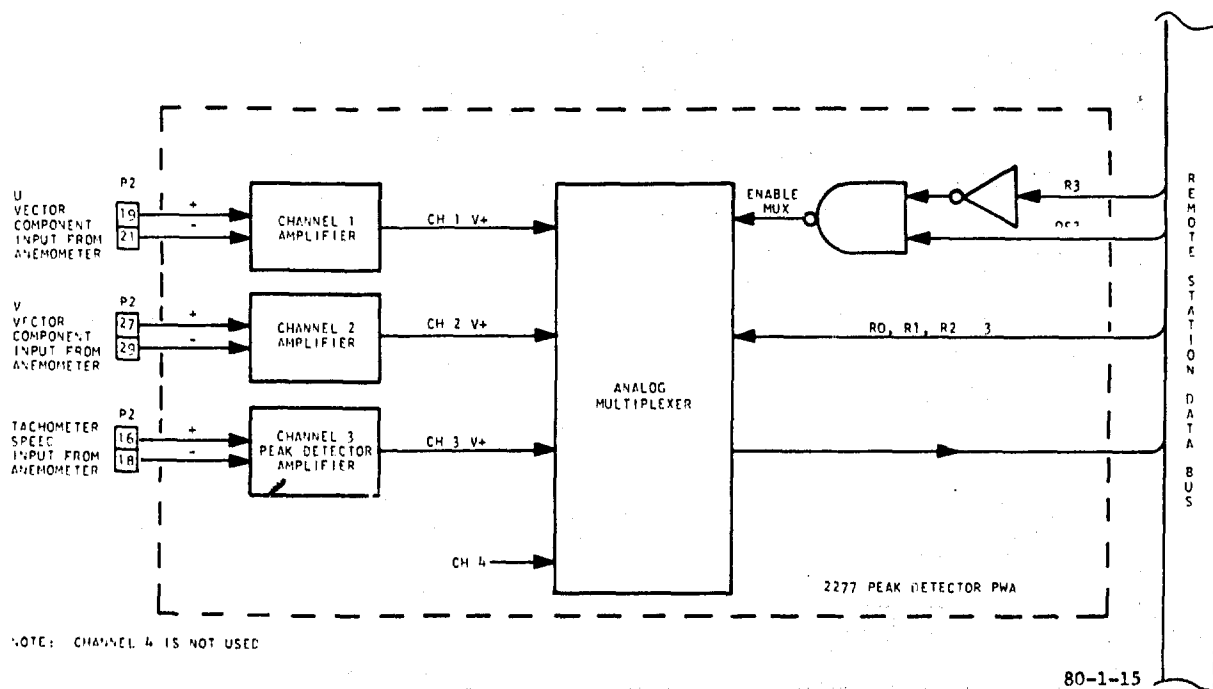 U
VECTOR
COMPONENT
INPUT FROM
ANEMOMETER
P2
19
21
+
-
CHANNEL 1
AMPLIFIER
CH 1 V+
V
VECTOR
COMPONENT
INPUT FROM
ANEMOMETER
P2
27
29
+
-
CHANNEL 2
AMPLIFIER
CH 2 V+
TACHOMETER
SPEED
INPUT FROM
ANEMOMETER
P2
16
18
+
-
CHANNEL 3
PEAK DETECTOR
AMPLIFIER
CH 3 V+
CH 4
ANALOG
MULTIPLEXER
ENABLE
MUX
R3
R0, R1, R2 3
2277 PEAK DETECTOR PWA
REMOTE STATION DATA BUS
NOTE: CHANNEL 4 IS NOT USED
80-1-15